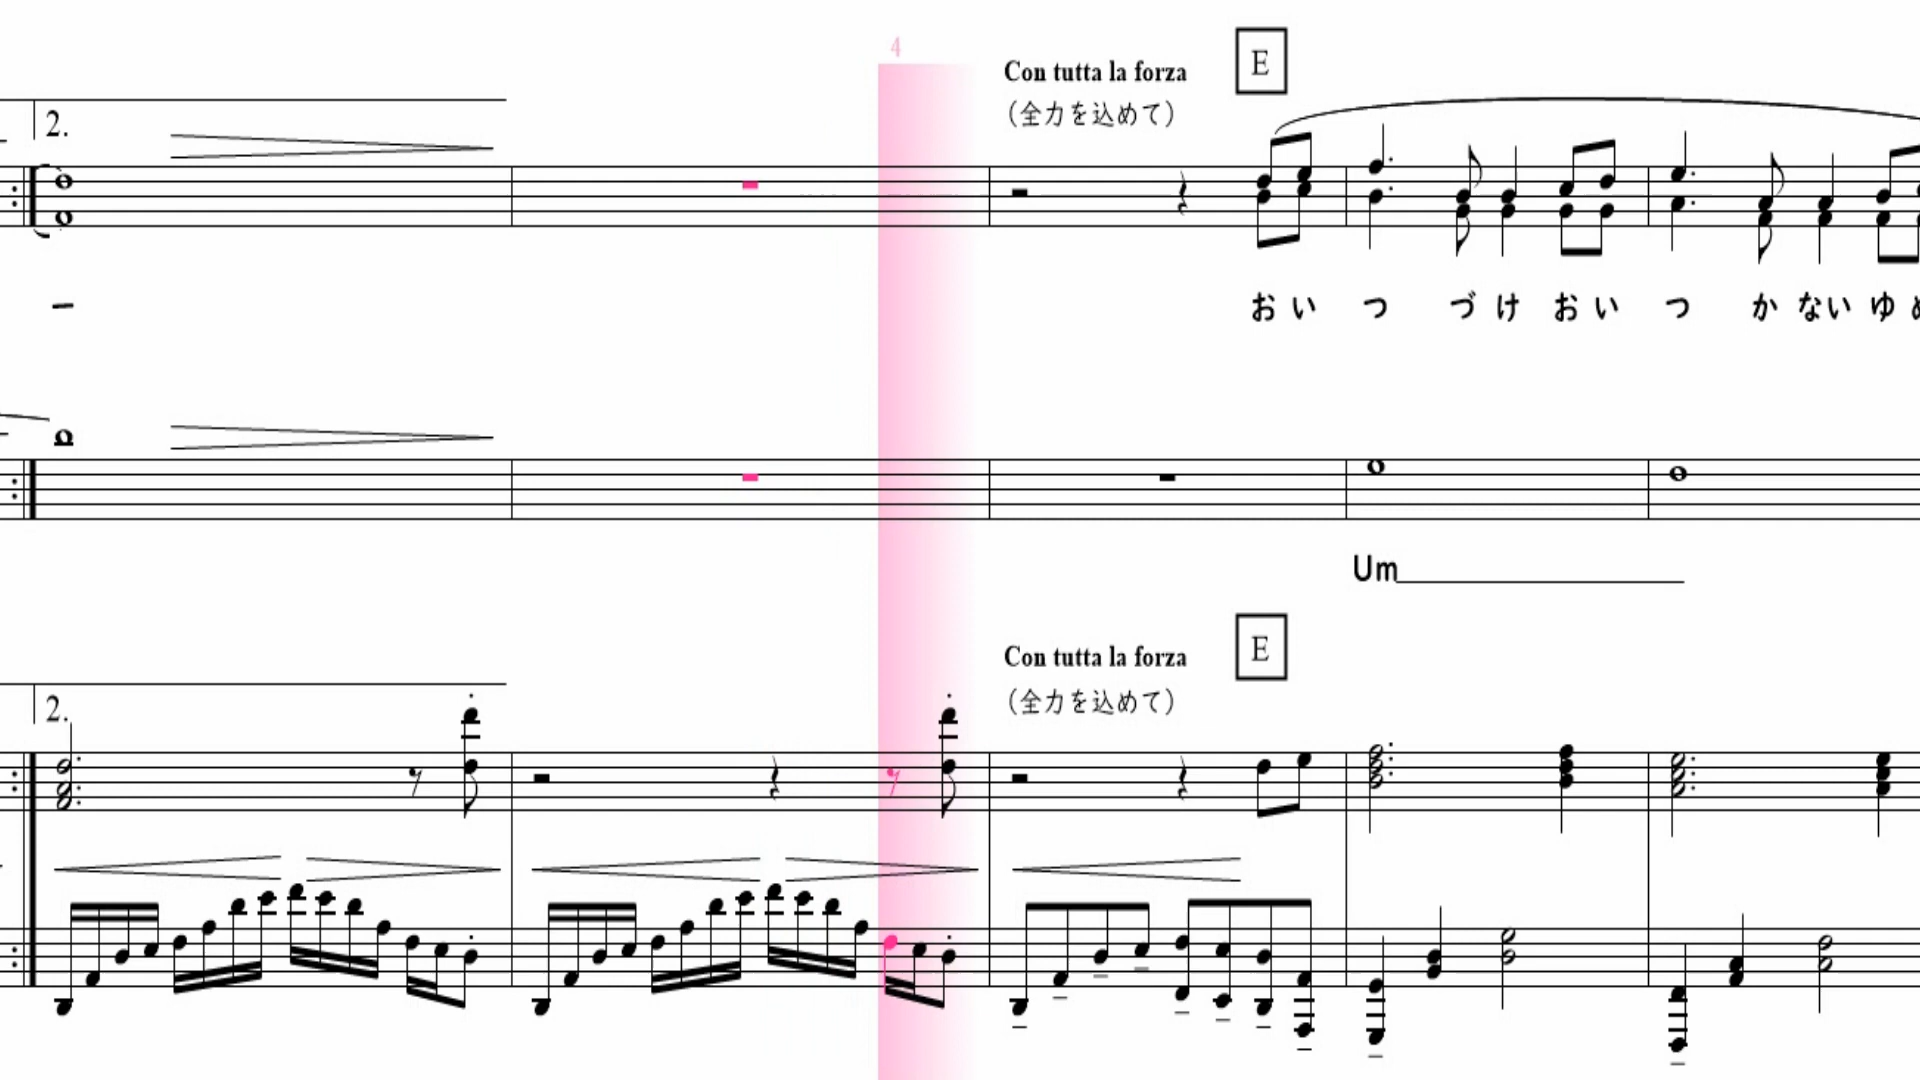 4
Con tutta la forza
E
(全力を込めて)
2.
ー
お い つ づ け お い つ か ない ゆ
Um
Con tutta la forza
E
(全力を込めて)
2.